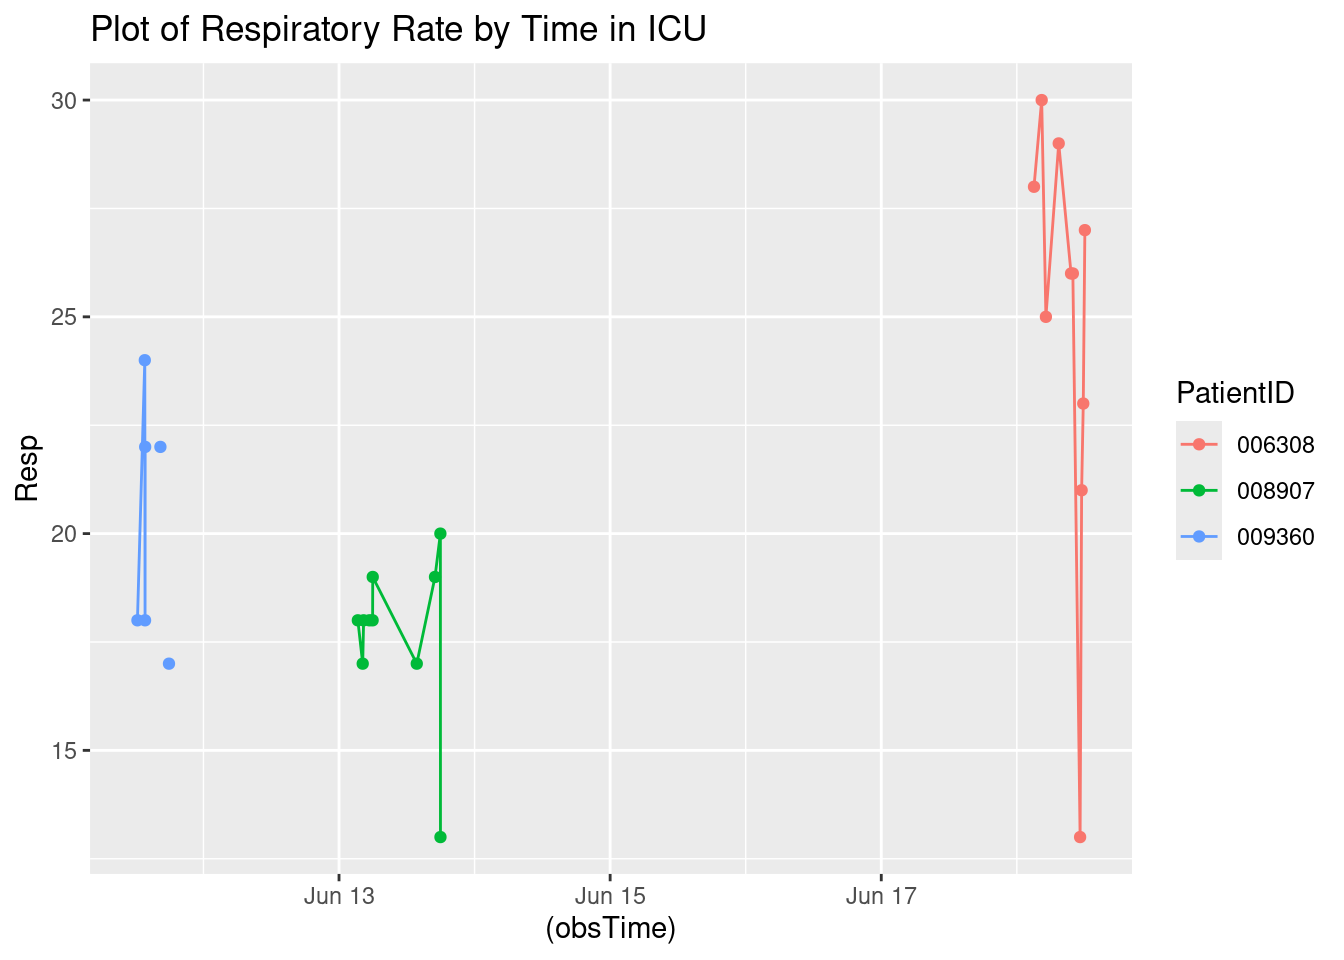 Plot of Respiratory Rate by Time in ICU
30
25
20
15
Resp
Jun 13
Jun 15
Jun 17
(obsTime)
PatientID
006308
008907
009360